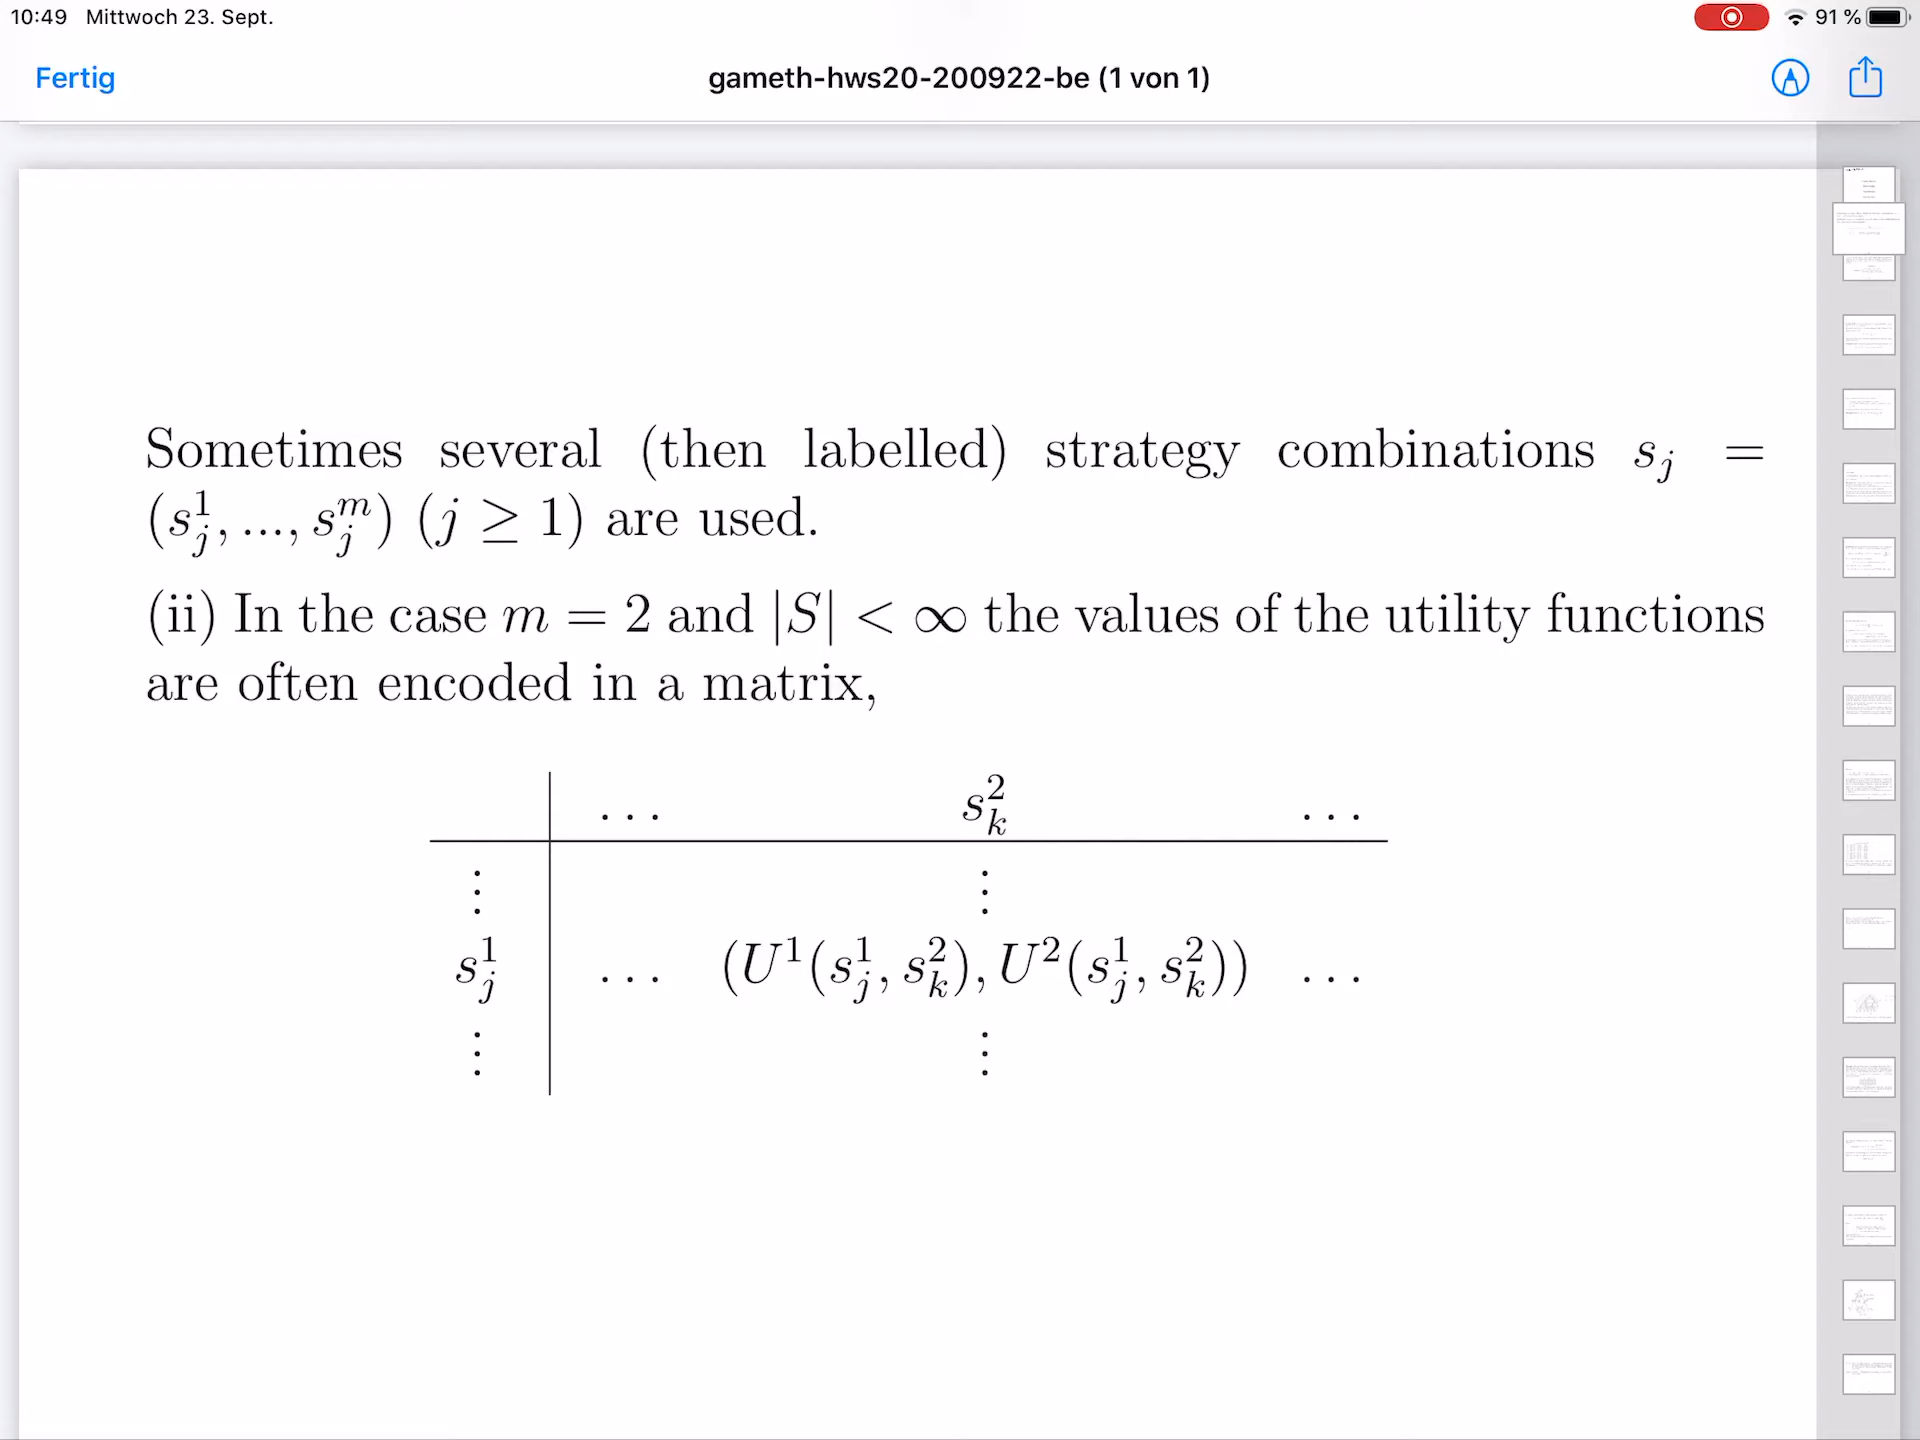 10:49 Mittwoch 23. Sept.
91 %
Fertig
gameth-hws20-200922-be (1 von 1)
Sometimes several (then labelled) strategy combinations $s_j$ =
$(s_j^1, ..., s_j^m)$ $(j \geq 1)$ are used.
(ii) In the case $m = 2$ and $|S| < \infty$ the values of the utility functions
are often encoded in a matrix,
… $s_k^2$ …
⋮ ⋮
$s_j^1$ … $(U^1(s_j^1, s_k^2), U^2(s_j^1, s_k^2))$ …
⋮ ⋮